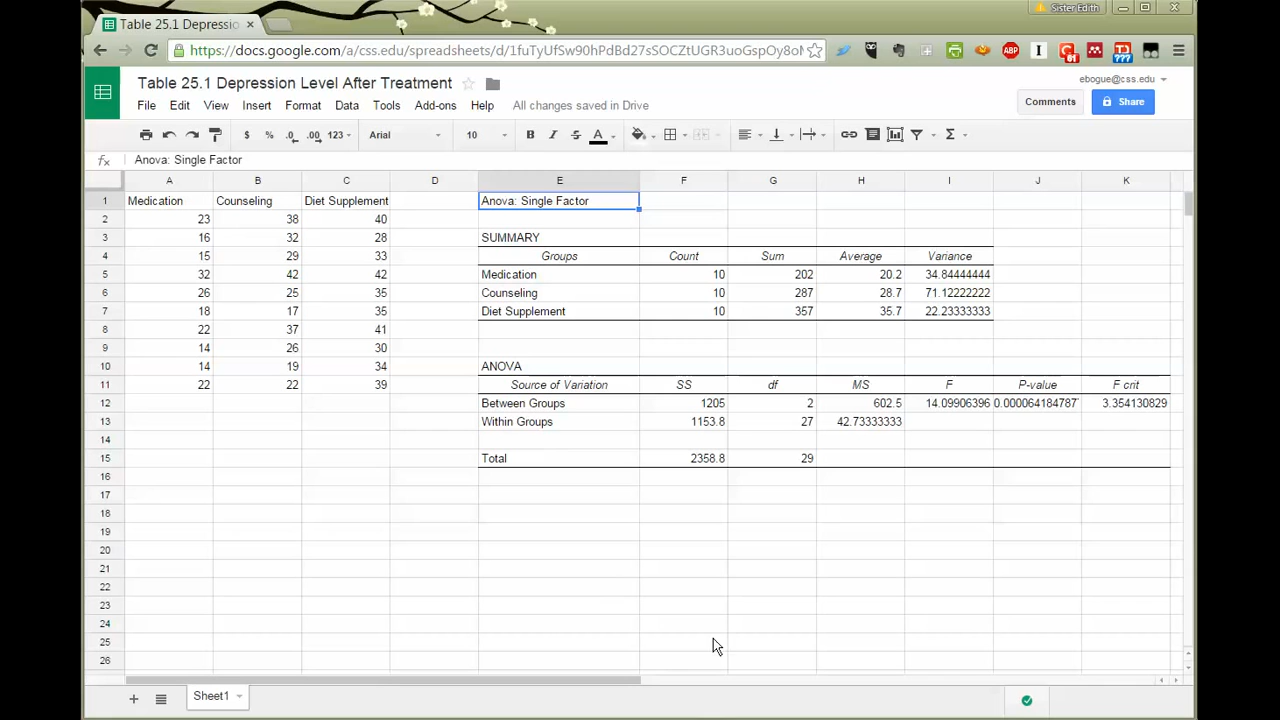 Sister Edith
Table 25.1 Depressio
https://docs.google.com/a/css.edu/spreadsheets/d/1fuTyUfSw90hPdBd27sSOCZtUGR3uoGspOy8oN
ABP
61
???
Table 25.1 Depression Level After Treatment
ebogue@css.edu
File Edit View Insert Format Data Tools Add-ons Help All changes saved in Drive
Comments Share
$ % .0 .00 123 Arial 10 B I S A Σ
fx Anova: Single Factor
A B C D E F G H I J K
1 Medication Counseling Diet Supplement Anova: Single Factor
2 23 38 40
3 16 32 28 SUMMARY
4 15 29 33 Groups Count Sum Average Variance
5 32 42 42 Medication 10 202 20.2 34.84444444
6 26 25 35 Counseling 10 287 28.7 71.12222222
7 18 17 35 Diet Supplement 10 357 35.7 22.23333333
8 22 37 41
9 14 26 30
10 14 19 34 ANOVA
11 22 22 39 Source of Variation SS df MS F P-value F crit
12 Between Groups 1205 2 602.5 14.09906396 0.000064184787 3.354130829
13 Within Groups 1153.8 27 42.73333333
14
15 Total 2358.8 29
16
17
18
19
20
21
22
23
24
25
26
Sheet1